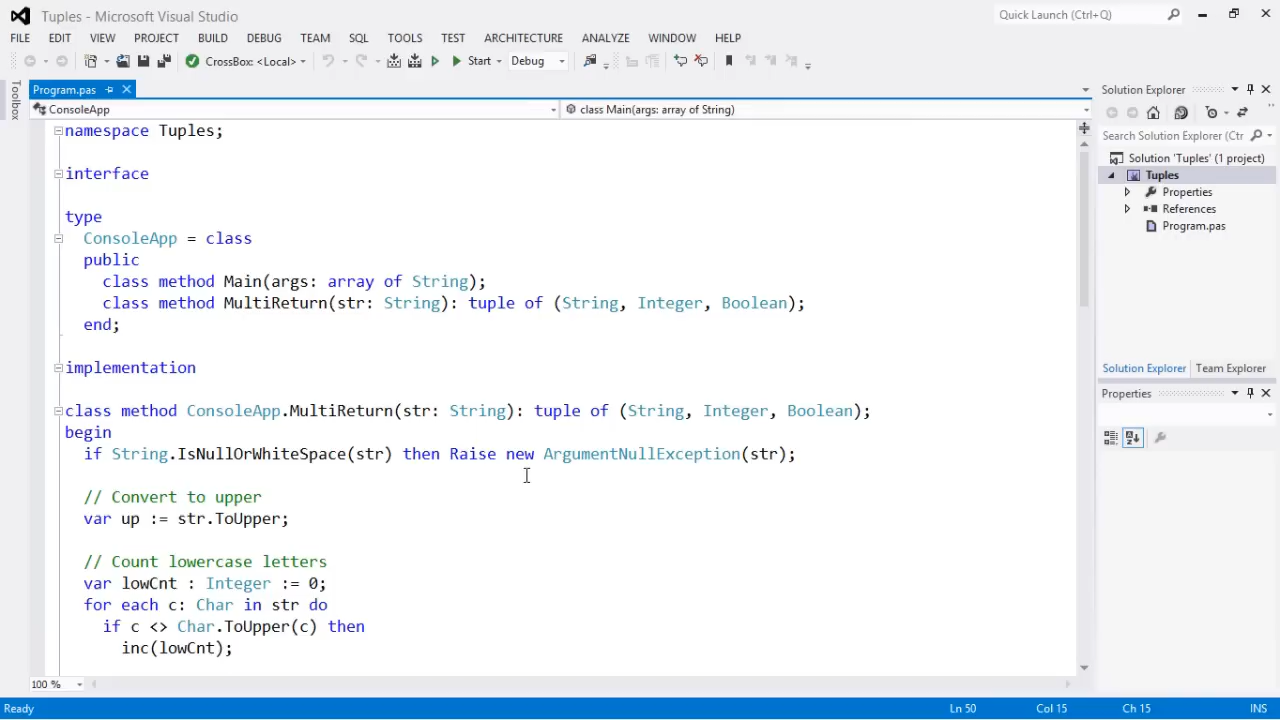 Tuples - Microsoft Visual Studio
Quick Launch (Ctrl+Q)
FILE EDIT VIEW PROJECT BUILD DEBUG TEAM SQL TOOLS TEST ARCHITECTURE ANALYZE WINDOW HELP
CrossBox: <Local> Start Debug
Toolbox
Program.pas
ConsoleApp
class Main(args: array of String)
namespace Tuples;
interface
type
ConsoleApp = class
public
class method Main(args: array of String);
class method MultiReturn(str: String): tuple of (String, Integer, Boolean);
end;
implementation
class method ConsoleApp.MultiReturn(str: String): tuple of (String, Integer, Boolean);
begin
if String.IsNullOrWhiteSpace(str) then Raise new ArgumentNullException(str);
// Convert to upper
var up := str.ToUpper;
// Count lowercase letters
var lowCnt : Integer := 0;
for each c: Char in str do
if c <> Char.ToUpper(c) then
inc(lowCnt);
100 %
Solution Explorer
Search Solution Explorer (Ctr
Solution 'Tuples' (1 project)
Tuples
Properties
References
Program.pas
Solution Explorer Team Explorer
Properties
Ready
Ln 50 Col 15 Ch 15 INS